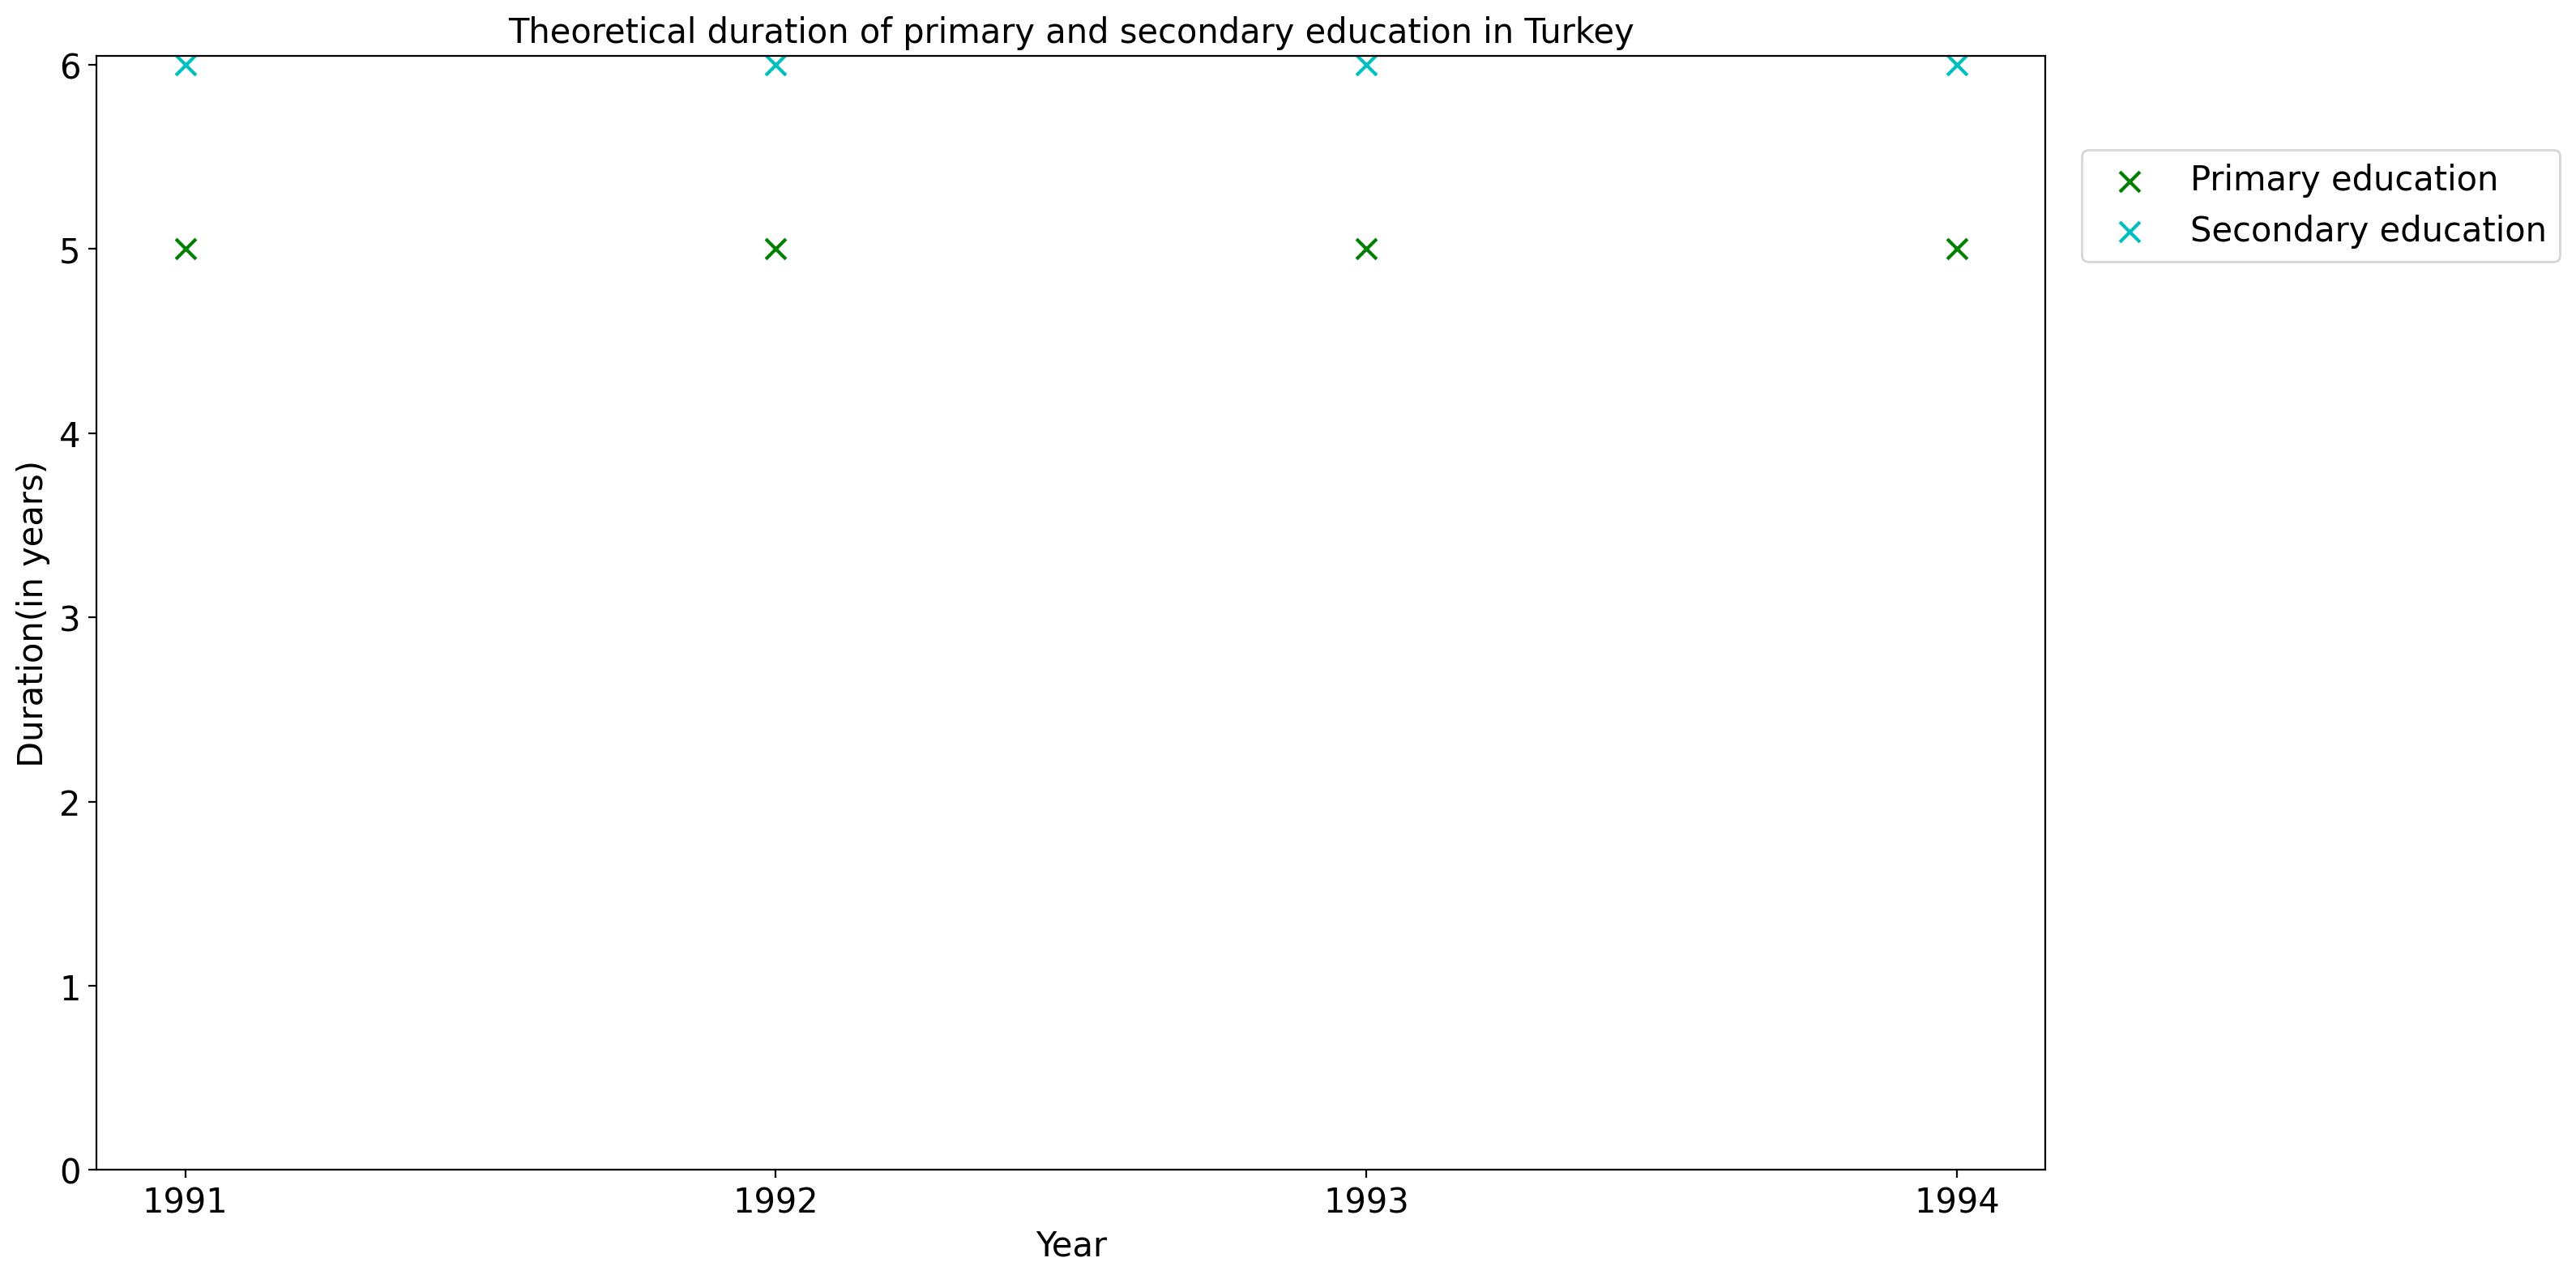 Theoretical duration of primary and secondary education in Turkey
6
5
4
3
2
1
0
Duration(in years)
1991 1992 1993 1994
Year
Primary education
Secondary education